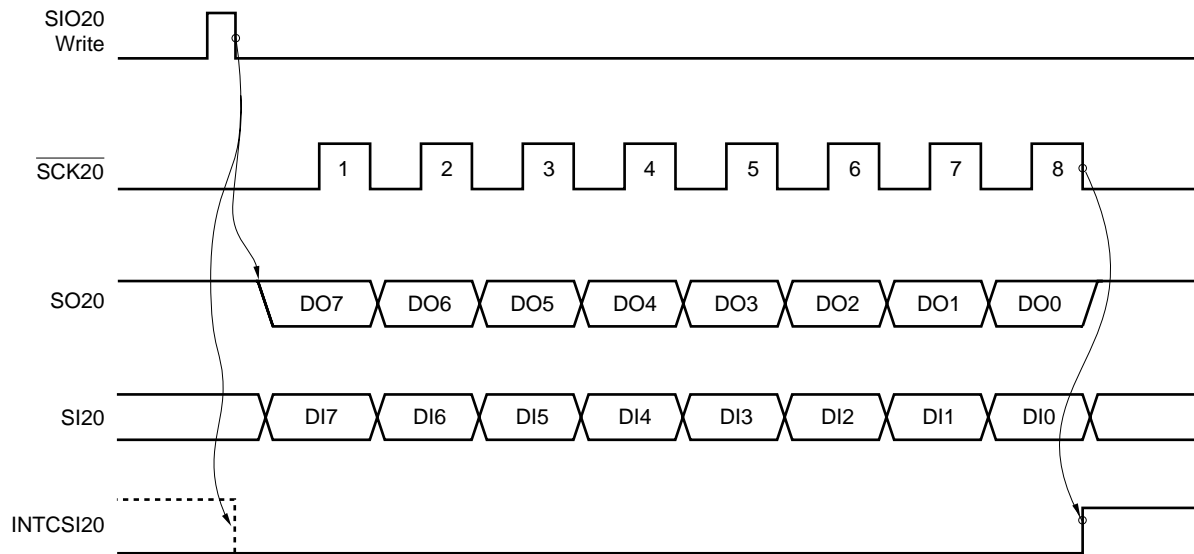 SIO20
Write
SCK20
1 2 3 4 5 6 7 8
SO20
DO7 DO6 DO5 DO4 DO3 DO2 DO1 DO0
SI20
DI7 DI6 DI5 DI4 DI3 DI2 DI1 DI0
INTCSI20